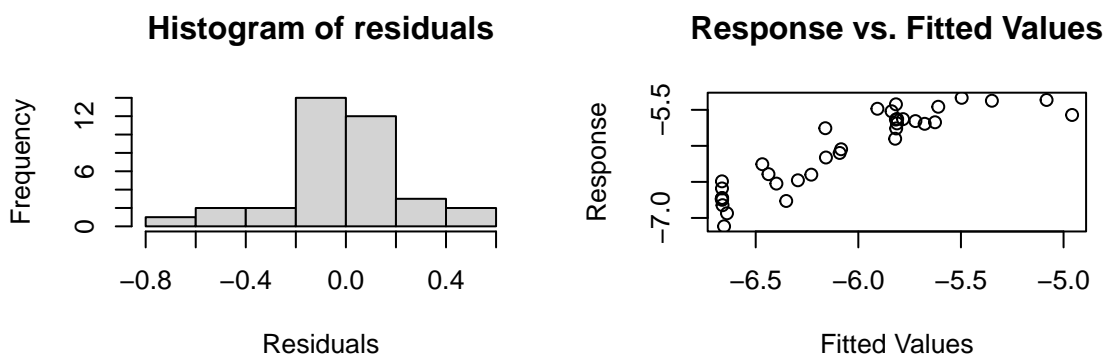 Histogram of residuals
Frequency
0
6
12
−0.8
−0.4
0.0
0.4
Residuals
Response vs. Fitted Values
Response
−7.0
−5.5
−6.5
−6.0
−5.5
−5.0
Fitted Values